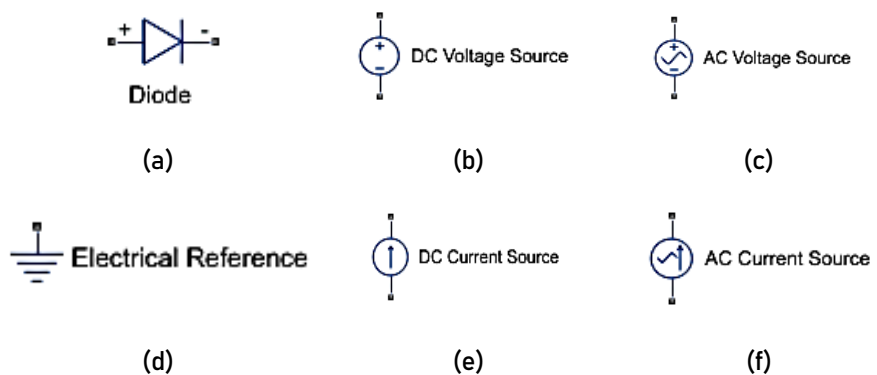 + -
Diode
+
-
DC Voltage Source
+
-
AC Voltage Source
(a)
(b)
(c)
Electrical Reference
DC Current Source
AC Current Source
(d)
(e)
(f)